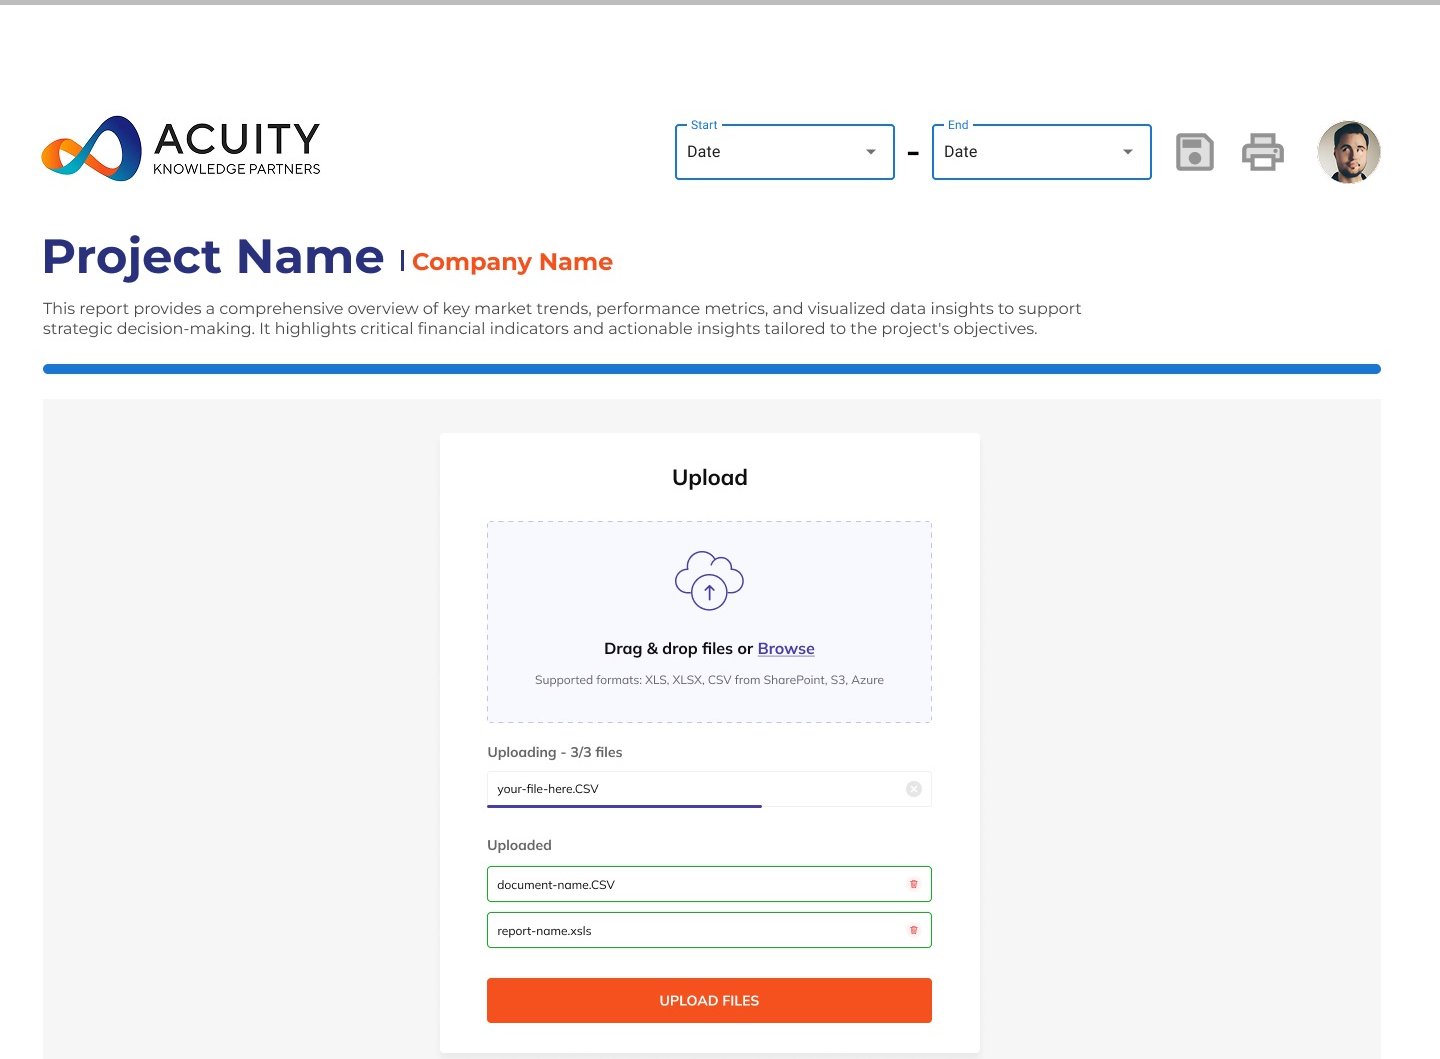 ACUITY
KNOWLEDGE PARTNERS
Start
Date
-
End
Date
Project Name | Company Name
This report provides a comprehensive overview of key market trends, performance metrics, and visualized data insights to support
strategic decision-making. It highlights critical financial indicators and actionable insights tailored to the project's objectives.
Upload
Drag & drop files or Browse
Supported formats: XLS, XLSX, CSV from SharePoint, S3, Azure
Uploading - 3/3 files
your-file-here.CSV
Uploaded
document-name.CSV
report-name.xsls
UPLOAD FILES